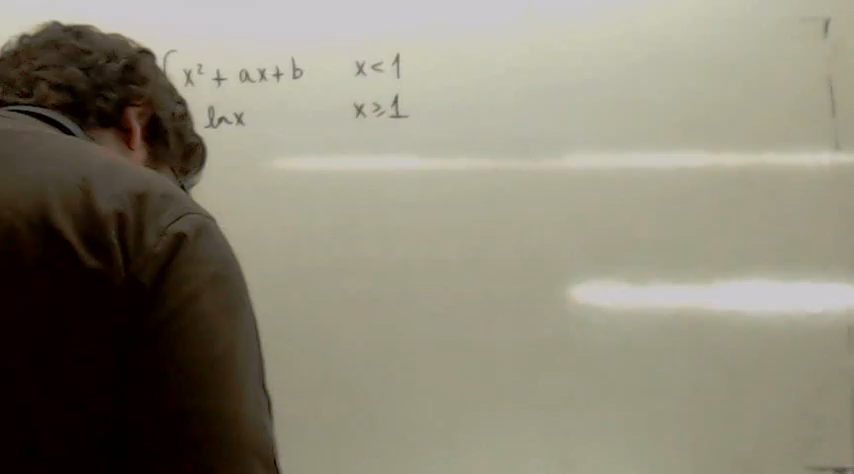 x² + ax + b x < 1
ln x x ≥ 1